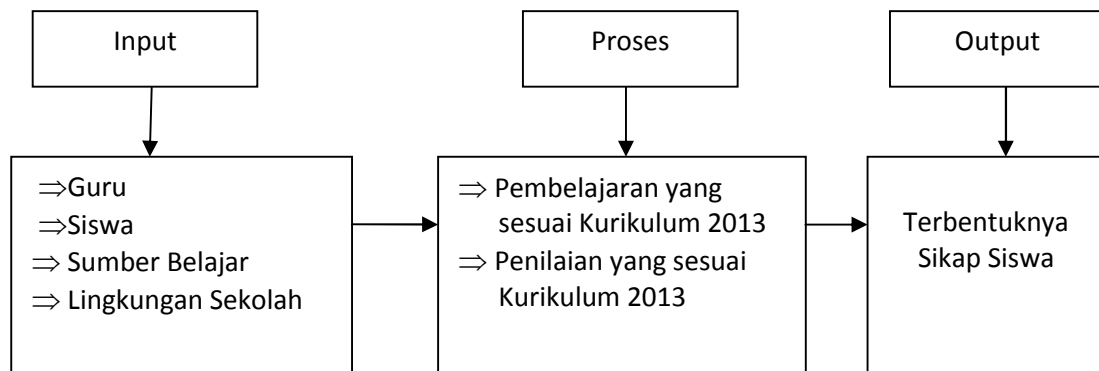 Input
Proses
Output
⇒Guru
⇒Siswa
⇒ Sumber Belajar
⇒ Lingkungan Sekolah
⇒ Pembelajaran yang
sesuai Kurikulum 2013
⇒ Penilaian yang sesuai
Kurikulum 2013
Terbentuknya
Sikap Siswa